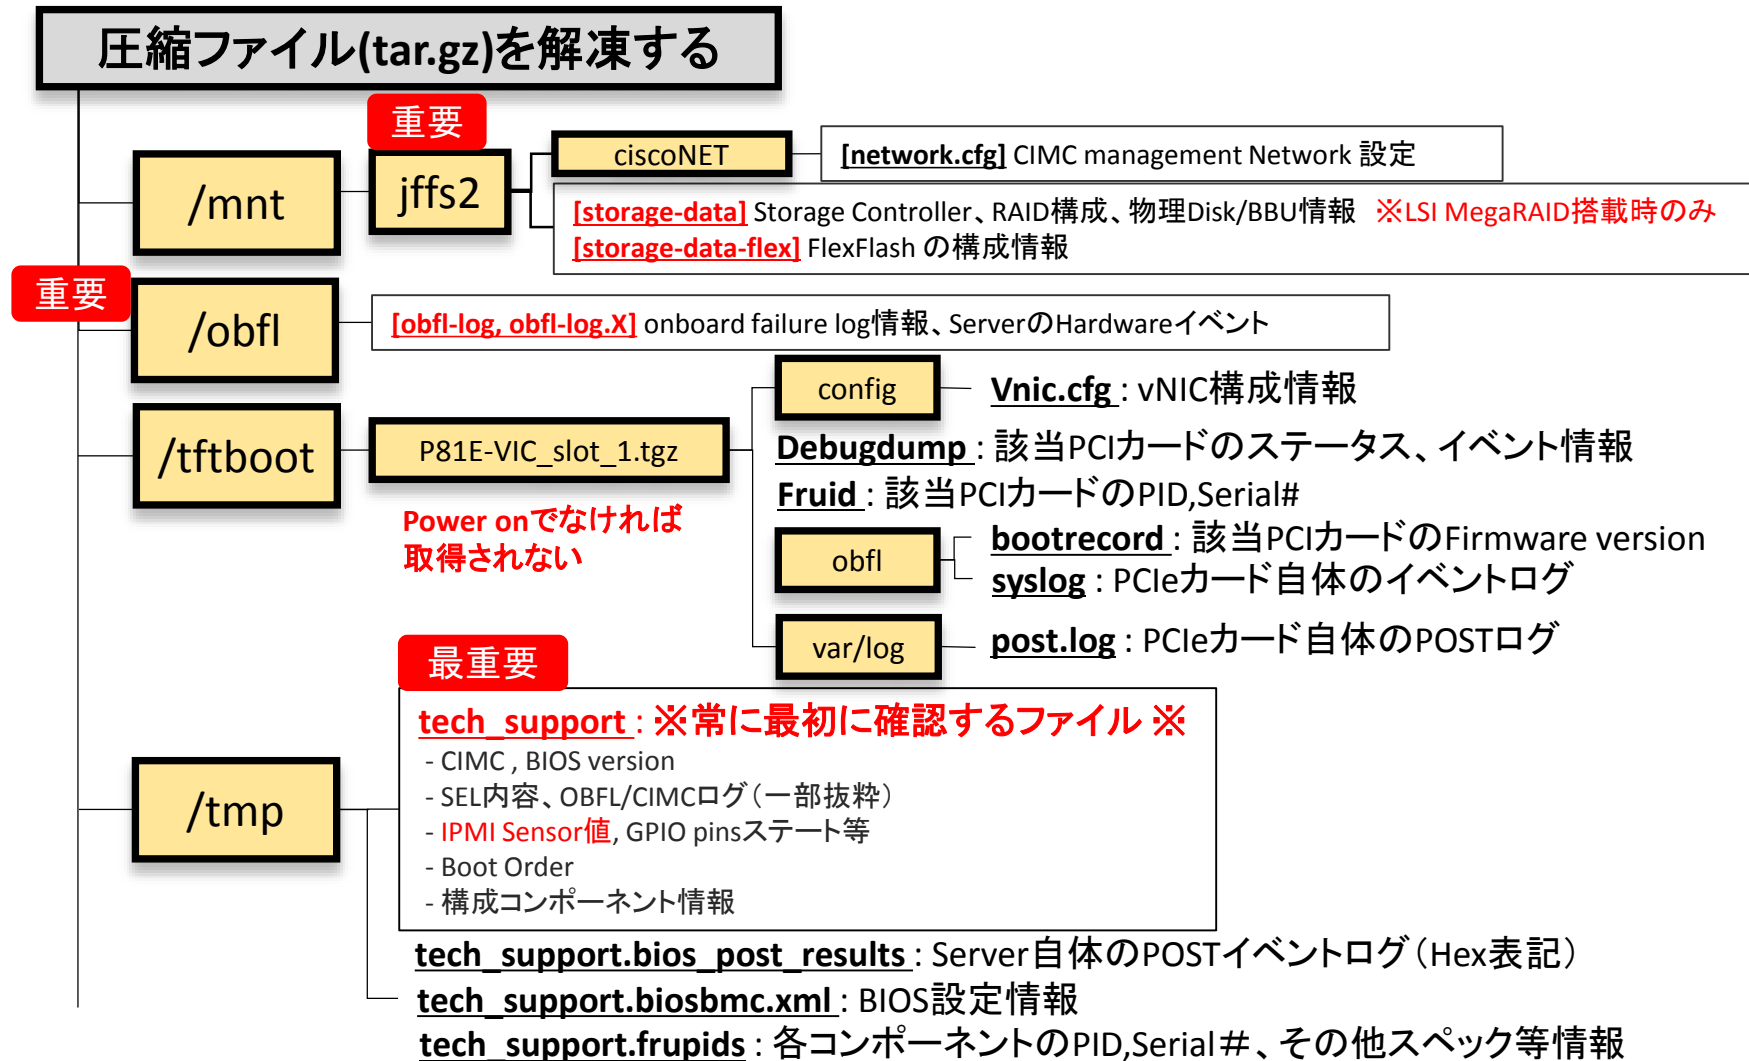 圧縮ファイル(tar.gz)を解凍する
重要
/mnt
jffs2
ciscoNET
[network.cfg] CIMC management Network 設定
[storage-data] Storage Controller、RAID構成、物理Disk/BBU情報 ※LSI MegaRAID搭載時のみ
[storage-data-flex] FlexFlash の構成情報
重要
/obfl
[obfl-log, obfl-log.X] onboard failure log情報、ServerのHardwareイベント
/tftboot
P81E-VIC_slot_1.tgz
Power onでなければ
取得されない
config
Vnic.cfg : vNIC構成情報
Debugdump : 該当PCIカードのステータス、イベント情報
Fruid : 該当PCIカードのPID,Serial#
obfl
bootrecord : 該当PCIカードのFirmware version
syslog : PCIeカード自体のイベントログ
var/log
post.log : PCIeカード自体のPOSTログ
最重要
/tmp
tech_support : ※常に最初に確認するファイル ※
- CIMC , BIOS version
- SEL内容、OBFL/CIMCログ（一部抜粋）
- IPMI Sensor値, GPIO pinsステート等
- Boot Order
- 構成コンポーネント情報
tech_support.bios_post_results : Server自体のPOSTイベントログ（Hex表記）
tech_support.biosbmc.xml : BIOS設定情報
tech_support.frupids : 各コンポーネントのPID,Serial＃、その他スペック等情報